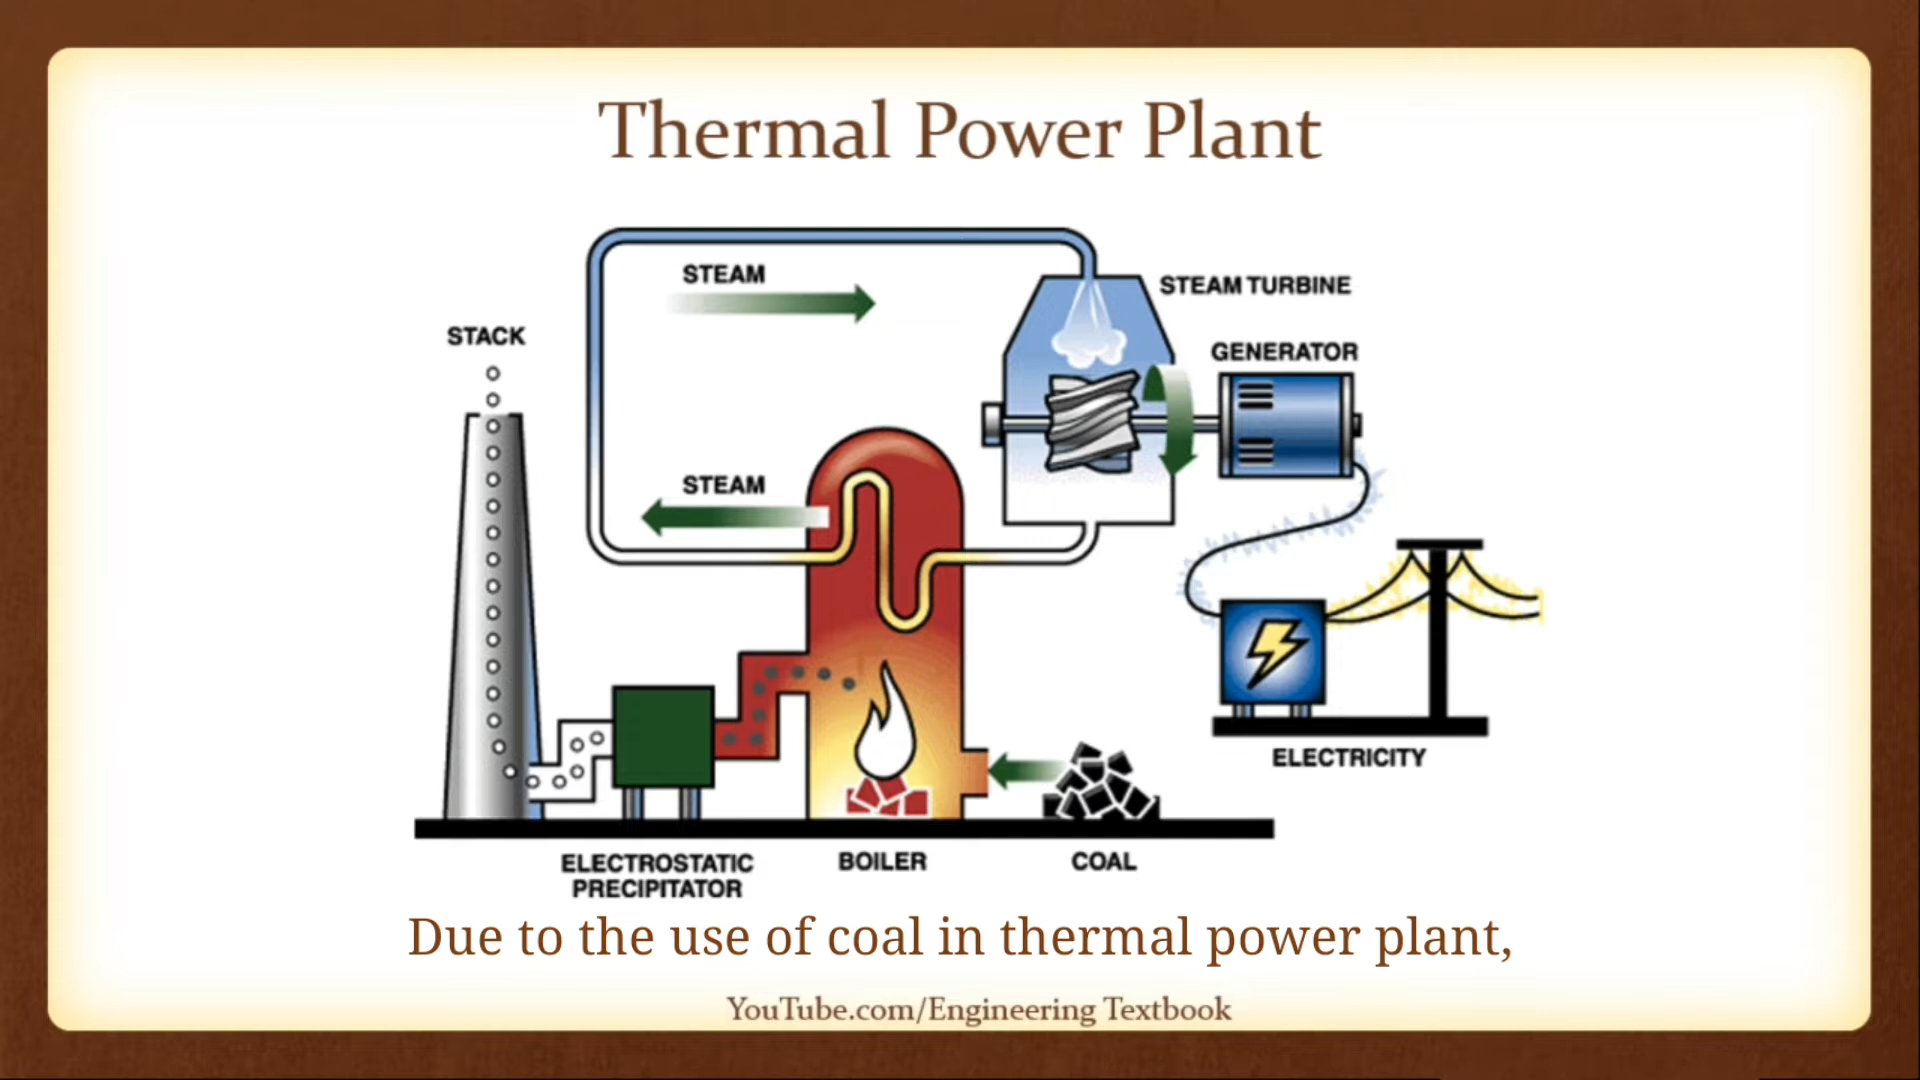 Thermal Power Plant
STEAM
STEAM TURBINE
STACK
GENERATOR
STEAM
ELECTRICITY
ELECTROSTATIC
PRECIPITATOR
BOILER
COAL
Due to the use of coal in thermal power plant,
YouTube.com/Engineering Textbook